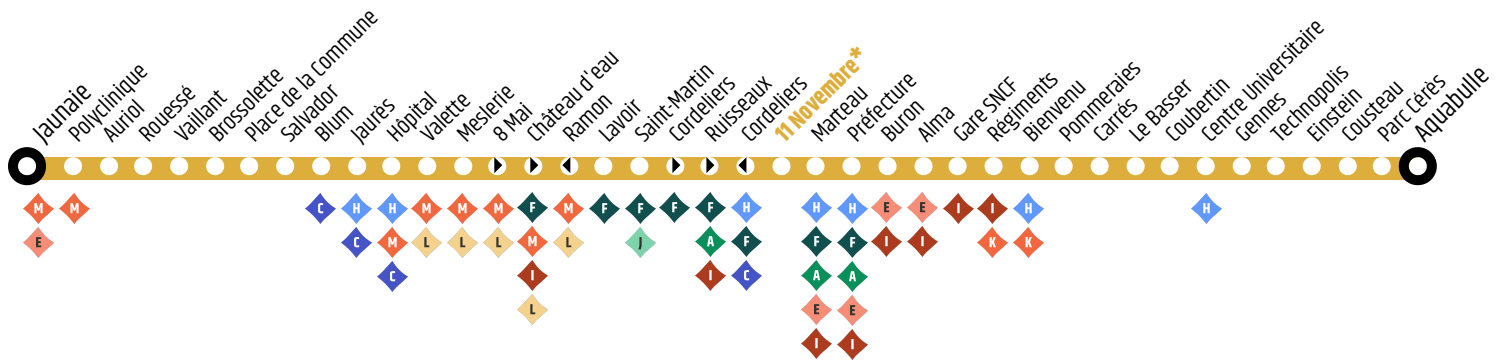 Jaunaie
Polyclinique
Auriol
Rouessé
Vaillant
Brossolette
Place de la Commune
Salvador
Blum
Jaurès
Hôpital
Valette
Meslerie
8 Mai
Château d'eau
Ramon
Lavoir
Saint-Martin
Cordeliers
Ruisseaux
Cordeliers
11 Novembre*
Marteau
Préfecture
Buron
Alma
Gare SNCF
Régiments
Bienvenu
Pommeraies
Carrés
Le Basser
Coubertin
Centre Universitaire
Gennes
Technopolis
Einstein
Cousteau
Parc Cérès
Aquabulle
M M C H H M M M F M F F F F H H H E E I I H H
E C M L L L M L J A F F F I I K K
C I I C A A
L E E
I I